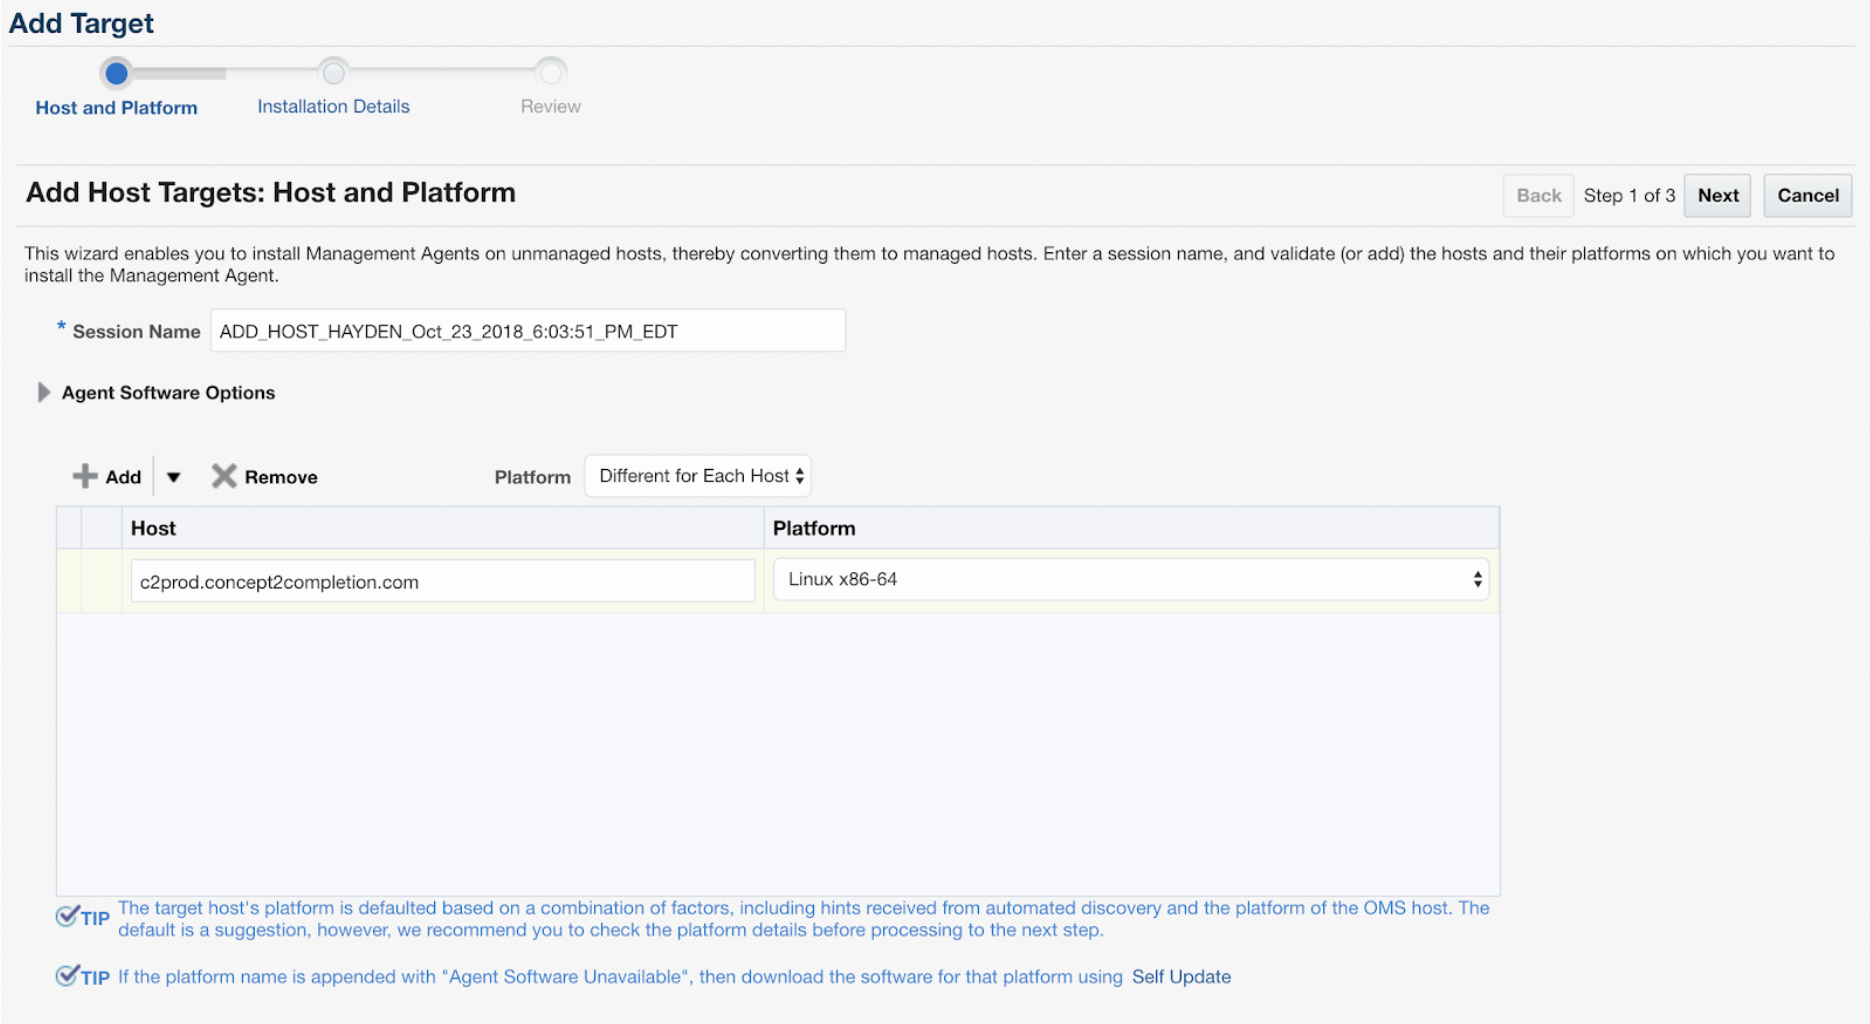 Add Target
Host and Platform
Installation Details
Review
Add Host Targets: Host and Platform
Back Step 1 of 3 Next Cancel
This wizard enables you to install Management Agents on unmanaged hosts, thereby converting them to managed hosts. Enter a session name, and validate (or add) the hosts and their platforms on which you want to
install the Management Agent.
* Session Name ADD_HOST_HAYDEN_Oct_23_2018_6:03:51_PM_EDT
Agent Software Options
Add Remove Platform Different for Each Host
Host Platform
c2prod.concept2completion.com Linux x86-64
TIP The target host's platform is defaulted based on a combination of factors, including hints received from automated discovery and the platform of the OMS host. The
default is a suggestion, however, we recommend you to check the platform details before processing to the next step.
TIP If the platform name is appended with "Agent Software Unavailable", then download the software for that platform using Self Update